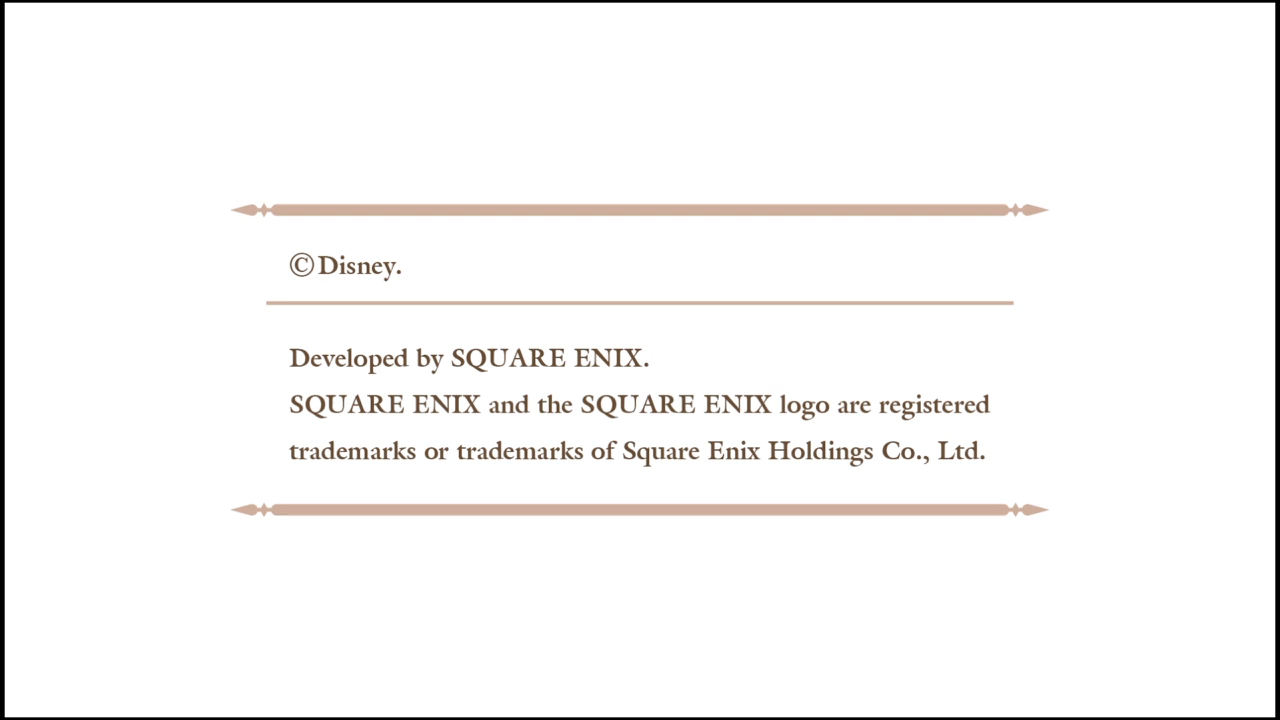 ©Disney.
Developed by SQUARE ENIX.
SQUARE ENIX and the SQUARE ENIX logo are registered
trademarks or trademarks of Square Enix Holdings Co., Ltd.